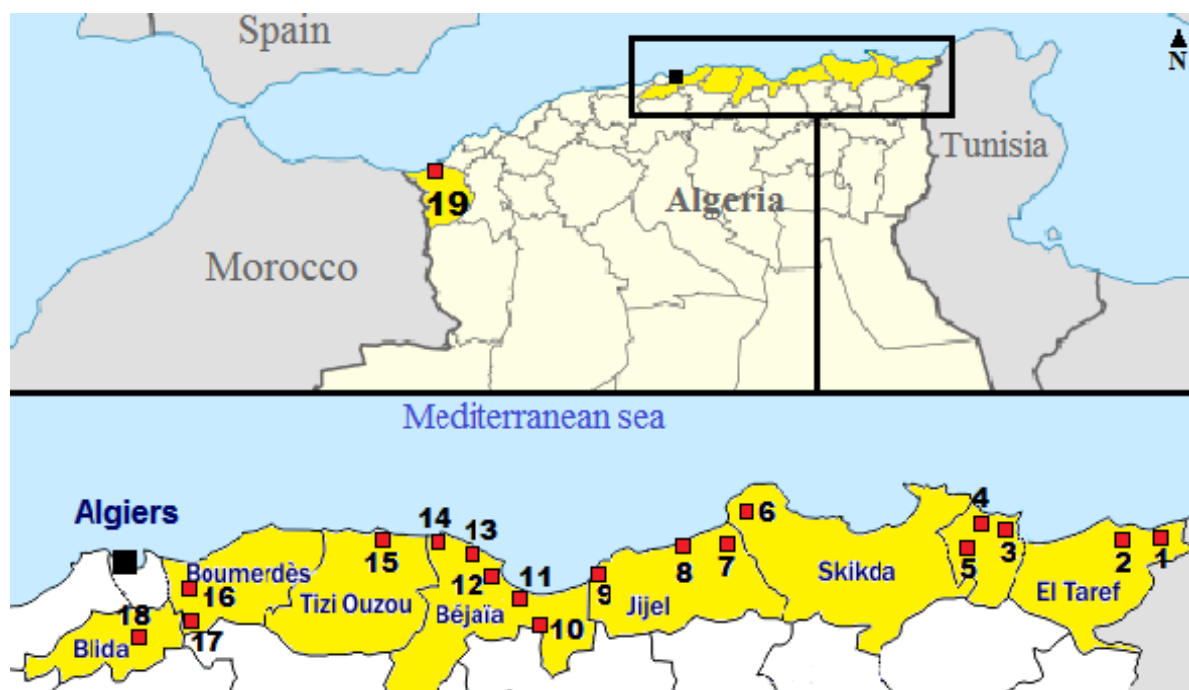 Spain
N
Tunisia
Algeria
19
Morocco
Mediterranean sea
Algiers
14
13
4
6
3
2
1
5
15
12
11
9
8
7
Boumerdès
16
Tizi Ouzou
Béjaïa
Jijel
Skikda
El Taref
10
18
17
Blida